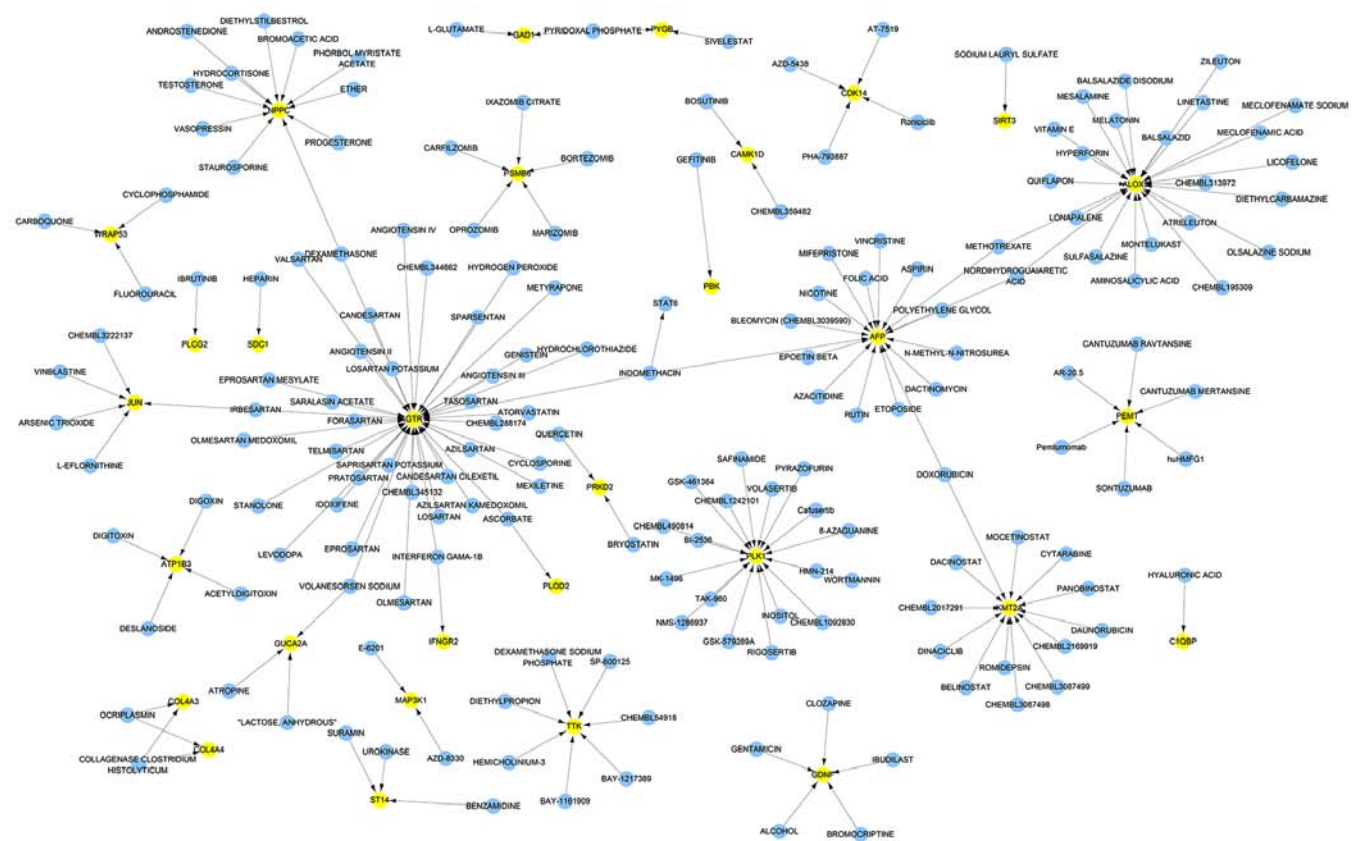 DIETHYLSTILBESTROL
ANDROSTENEDIONE
BROMOACETIC ACID
PHORBOL MYRISTATE
ACETATE
HYDROCORTISONE
TESTOSTERONE
ETHER
NPPC
VASOPRESSIN
PROGESTERONE
STAUROSPORINE
L-GLUTAMATE
GAD1
PYRIDOXAL PHOSPHATE
PYGB
SIVELESTAT
AT-7519
AZD-5438
CDK14
Roniciclib
PHA-793887
SODIUM LAURYL SULFATE
SIRT3
ZILEUTON
BALSALAZIDE DISODIUM
MESALAMINE
LINETASTINE
MECLOFENAMATE SODIUM
MELATONIN
VITAMIN E
BALSALAZID
MECLOFENAMIC ACID
HYPERFORIN
LICOFELONE
QUIFLAPON
ALOX5
CHEMBL313972
DIETHYLCARBAMAZINE
LONAPALENE
ATRELEUTON
METHOTREXATE
MONTELUKAST
OLSALAZINE SODIUM
SULFASALAZINE
NORDIHYDROGUAIARETIC
ACID
AMINOSALICYLIC ACID
CHEMBL195309
IXAZOMIB CITRATE
CARFILZOMIB
BORTEZOMIB
PSMB6
OPROZOMIB
MARIZOMIB
BOSUTINIB
CAMK1D
CHEMBL359482
GEFITINIB
PBK
CYCLOPHOSPHAMIDE
CARBOQUONE
WRAP53
FLUOROURACIL
IBRUTINIB
PLCG2
HEPARIN
SDC1
VALSARTAN
DEXAMETHASONE
ANGIOTENSIN IV
CHEMBL344662
HYDROGEN PEROXIDE
METYRAPONE
CANDESARTAN
SPARSENTAN
ANGIOTENSIN II
GENISTEIN
HYDROCHLOROTHIAZIDE
LOSARTAN POTASSIUM
ANGIOTENSIN III
EPROSARTAN MESYLATE
SARALASIN ACETATE
TASOSARTAN
IRBESARTAN
GTR
ATORVASTATIN
FORASARTAN
CHEMBL288174
OLMESARTAN MEDOXOMIL
QUERCETIN
TELMISARTAN
AZILSARTAN
SAPRISARTAN POTASSIUM
CYCLOSPORINE
PRATOSARTAN
CANDESARTAN CILEXETIL
MEXILETINE
STANOLONE
IDOXIFENE
CHEMBL345132
AZILSARTAN KAMEDOXOMIL
LOSARTAN
ASCORBATE
LEVODOPA
EPROSARTAN
INTERFERON GAMA-1B
VOLANESORSEN SODIUM
OLMESARTAN
PLOD2
IFNGR2
PRKD2
BRYOSTATIN
STAT6
INDOMETHACIN
VINCRISTINE
MIFEPRISTONE
FOLIC ACID
ASPIRIN
NICOTINE
POLYETHYLENE GLYCOL
BLEOMYCIN (CHEMBL3039590)
AFP
EPOETIN BETA
N-METHYL-N-NITROSUREA
DACTINOMYCIN
AZACITIDINE
RUTIN
ETOPOSIDE
DOXORUBICIN
CANTUZUMAB RAVTANSINE
AR-20.5
CANTUZUMAB MERTANSINE
PEMT
Pemtumomab
huHMFG1
SONTUZUMAB
CHEMBL3222137
VINBLASTINE
JUN
ARSENIC TRIOXIDE
L-EFLORNITHINE
DIGOXIN
DIGITOXIN
ATP1B3
ACETYLDIGITOXIN
DESLANOSIDE
GUCA2A
ATROPINE
"LACTOSE, ANHYDROUS"
COL4A3
OCRIPLASMIN
COL4A4
COLLAGENASE CLOSTRIDIUM
HISTOLYTICUM
E-6201
MAP3K1
AZD-8330
SURAMIN
UROKINASE
ST14
BENZAMIDINE
DEXAMETHASONE SODIUM
PHOSPHATE
SP-600125
DIETHYLPROPION
TTK
CHEMBL54918
HEMICHOLINIUM-3
BAY-1217389
BAY-1161909
SAFINAMIDE
GSK-461364
PYRAZOFURIN
VOLASERTIB
CHEMBL1242101
Cafusertib
CHEMBL490814
8-AZAGUANINE
BI-2536
PLK1
HMN-214
MK-1496
WORTMANNIN
TAK-960
NMS-1286937
INOSITOL
CHEMBL1092830
GSK-579289A
RIGOSERTIB
MOCETINOSTAT
DACINOSTAT
CYTARABINE
PANOBINOSTAT
CHEMBL2017291
DAUNORUBICIN
DINACICLIB
CHEMBL2169919
ROMIDEPSIN
BELINOSTAT
CHEMBL3087499
CHEMBL3087498
HYALURONIC ACID
C1QBP
CLOZAPINE
GENTAMICIN
IBUDILAST
GDNF
ALCOHOL
BROMOCRIPTINE